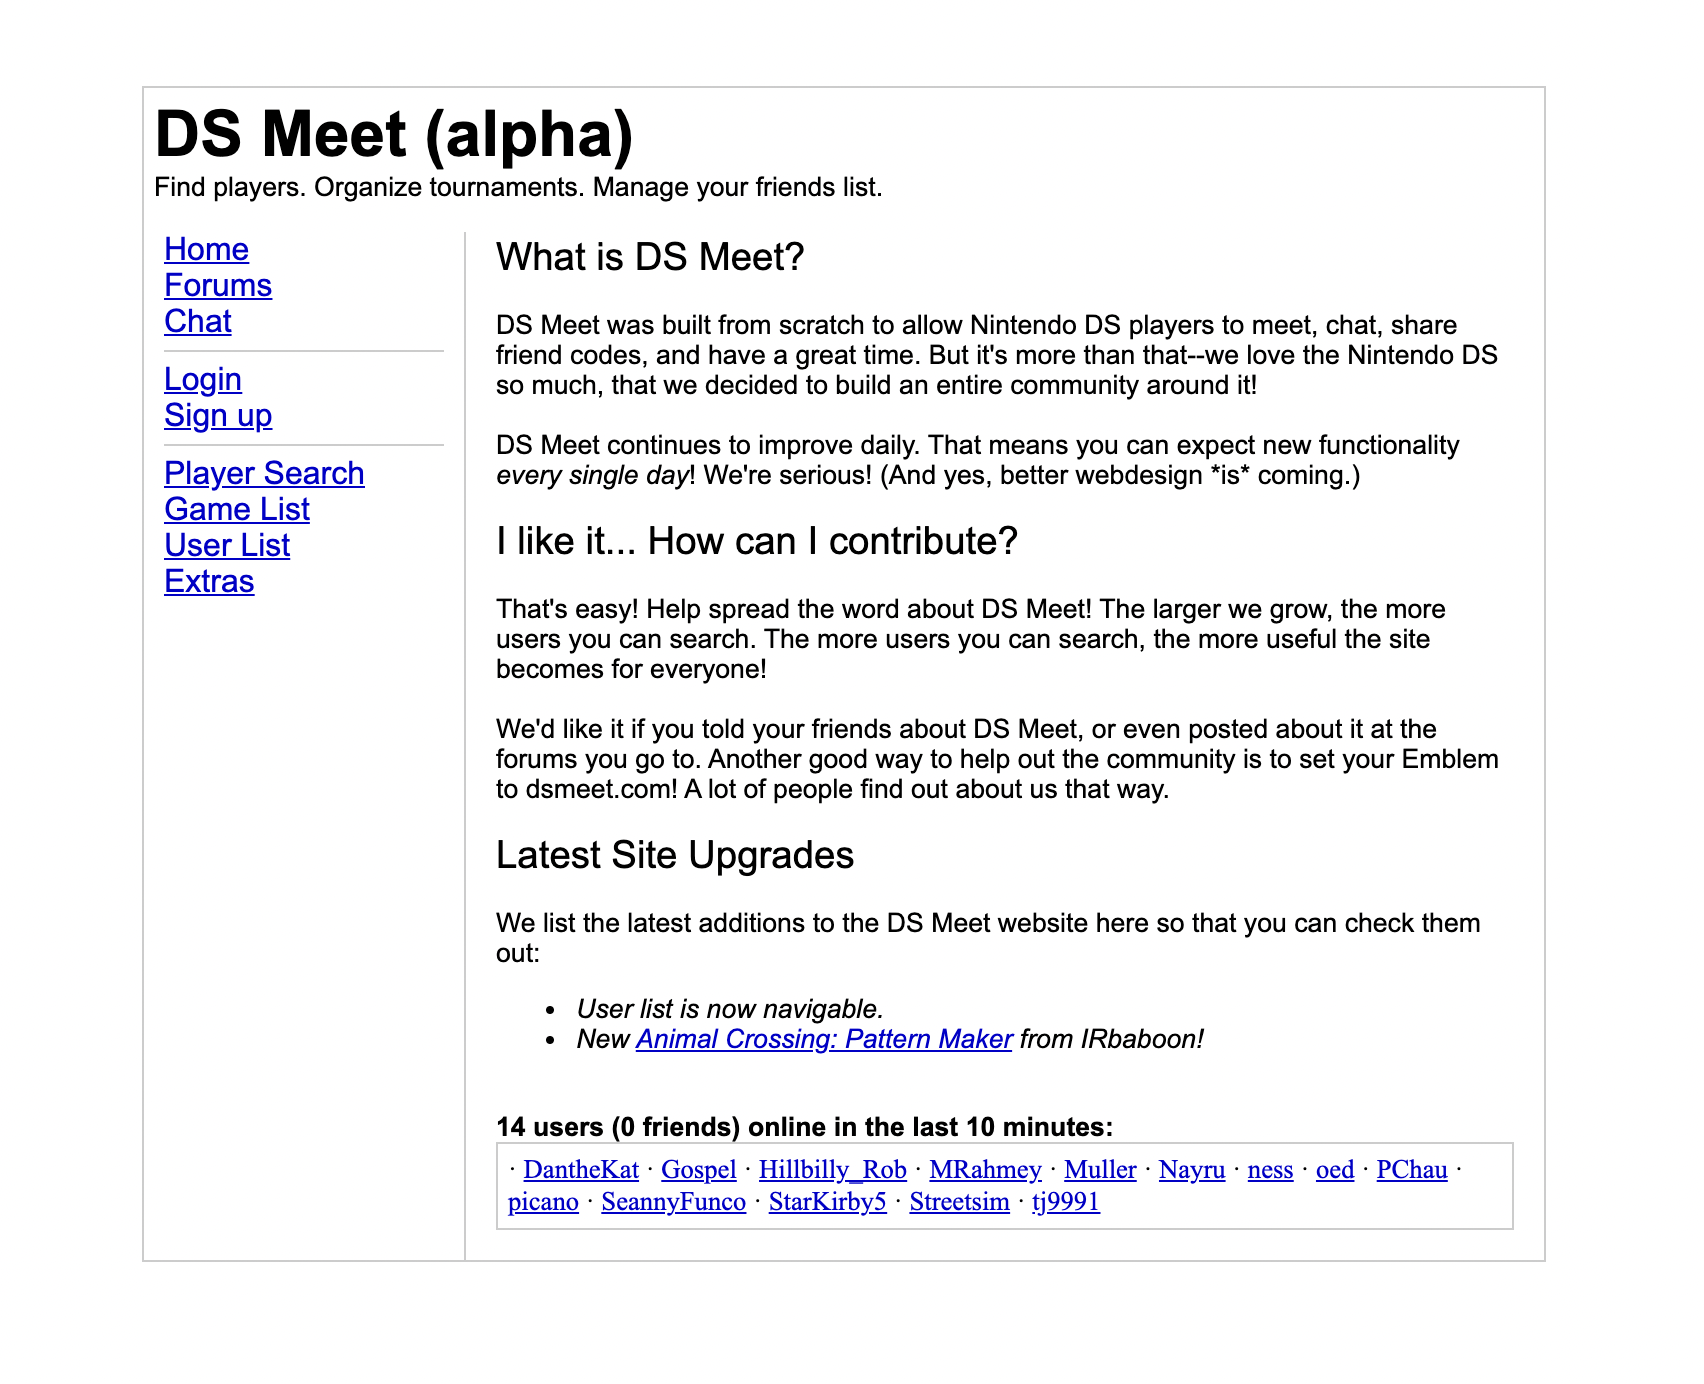 DS Meet (alpha)
Find players. Organize tournaments. Manage your friends list.
Home
Forums
Chat
Login
Sign up
Player Search
Game List
User List
Extras
What is DS Meet?
DS Meet was built from scratch to allow Nintendo DS players to meet, chat, share
friend codes, and have a great time. But it's more than that--we love the Nintendo DS
so much, that we decided to build an entire community around it!
DS Meet continues to improve daily. That means you can expect new functionality
every single day! We're serious! (And yes, better webdesign *is* coming.)
I like it... How can I contribute?
That's easy! Help spread the word about DS Meet! The larger we grow, the more
users you can search. The more users you can search, the more useful the site
becomes for everyone!
We'd like it if you told your friends about DS Meet, or even posted about it at the
forums you go to. Another good way to help out the community is to set your Emblem
to dsmeet.com! A lot of people find out about us that way.
Latest Site Upgrades
We list the latest additions to the DS Meet website here so that you can check them
out:
• User list is now navigable.
• New Animal Crossing: Pattern Maker from IRbaboon!
14 users (0 friends) online in the last 10 minutes:
· DantheKat · Gospel · Hillbilly_Rob · MRahmey · Muller · Nayru · ness · oed · PChau ·
picano · SeannyFunco · StarKirby5 · Streetsim · tj9991